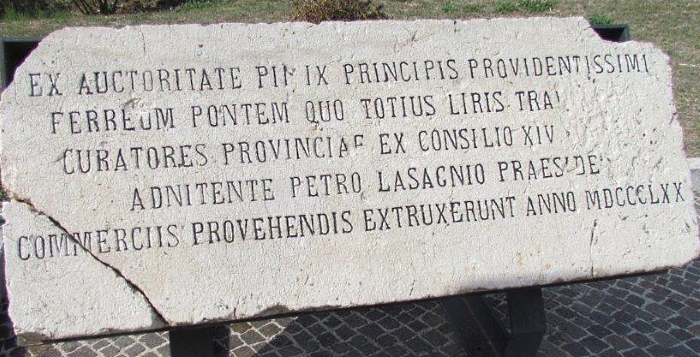 EX AUCTORITATE PII IX PRINCIPIS PROVIDENTISSIMI
FERREUM PONTEM QUO TOTIUS LIRIS
CURATORES PROVINCIAE EX CONSILIO XIV
ADNITENTE PETRO LASAGNIO PRAESIDE
COMMERCIIS PROVEHENDIS EXTRUXERUNT ANNO MDCCCLXX